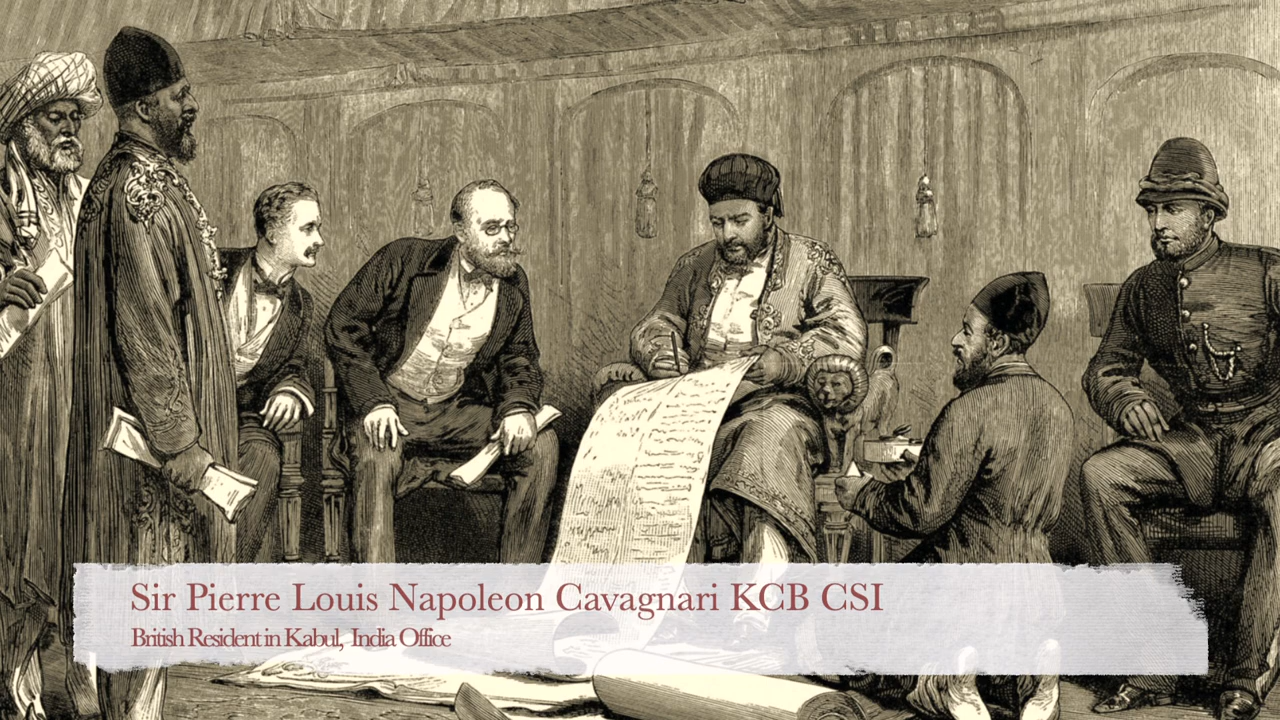 Sir Pierre Louis Napoleon Cavagnari KCB CSI
British Resident in Kabul, India Office